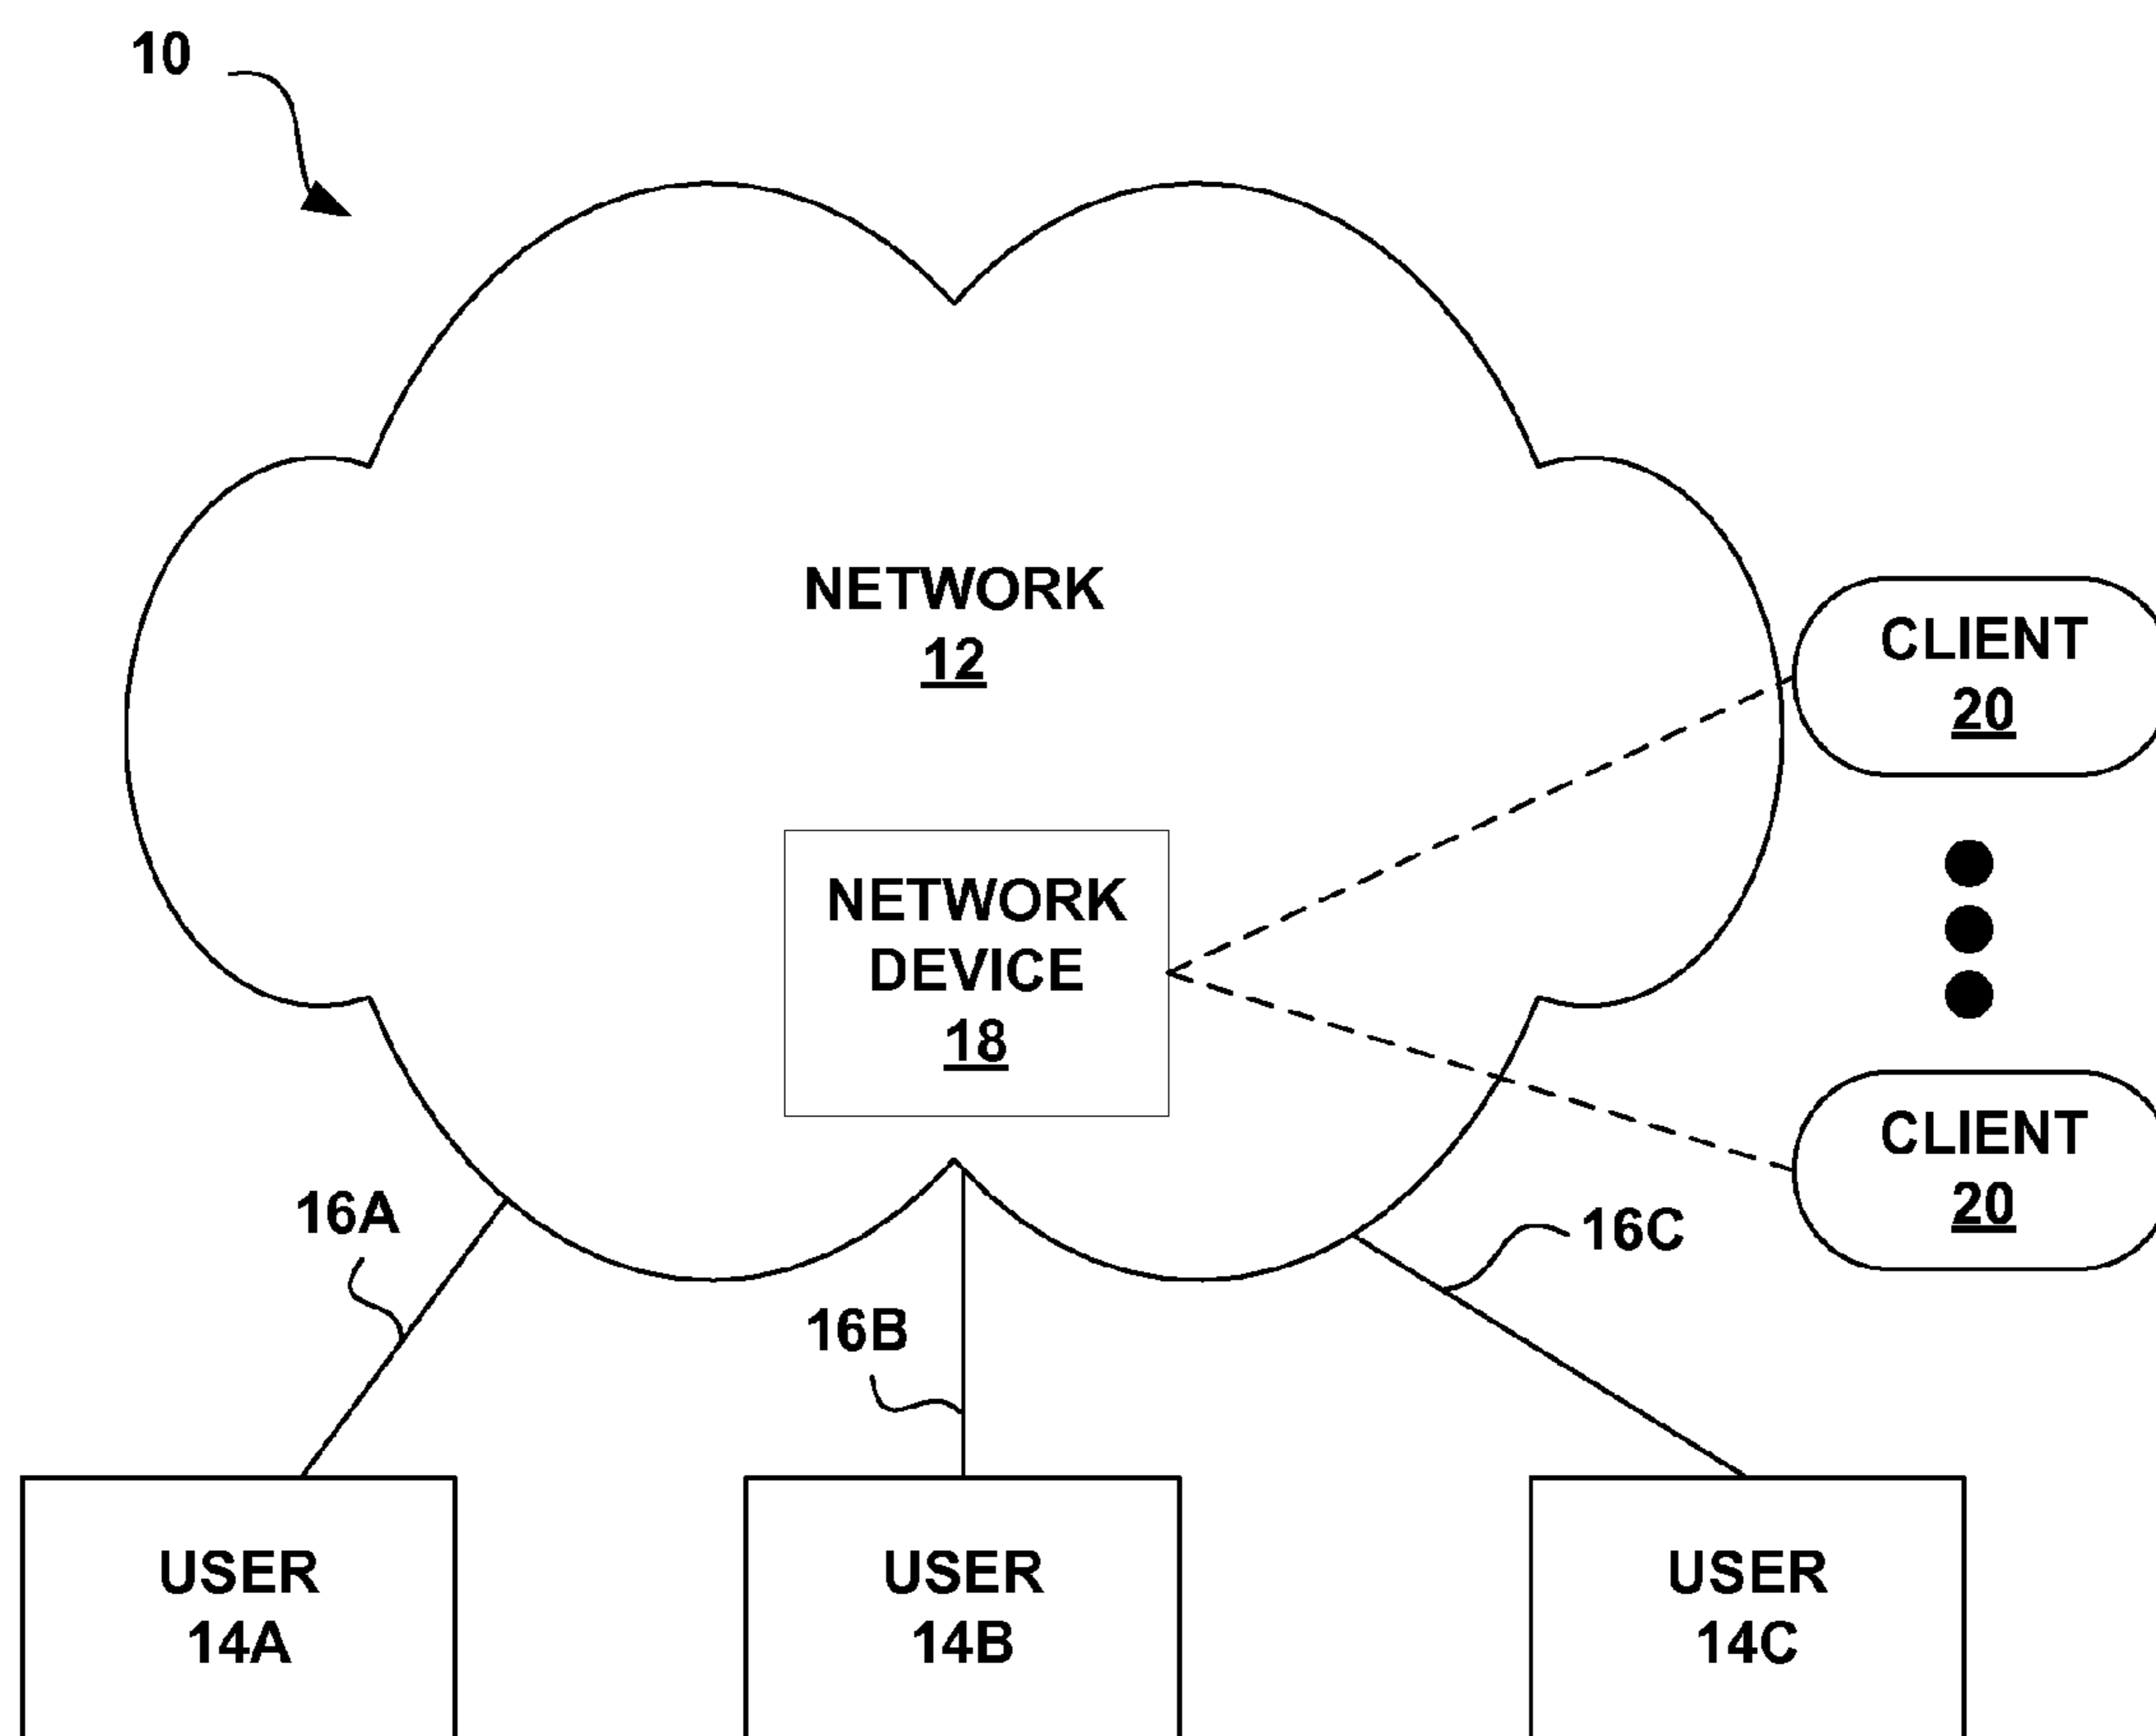 10
NETWORK
12
CLIENT
20
NETWORK
DEVICE
18
CLIENT
20
16A
16B
16C
USER
14A
USER
14B
USER
14C